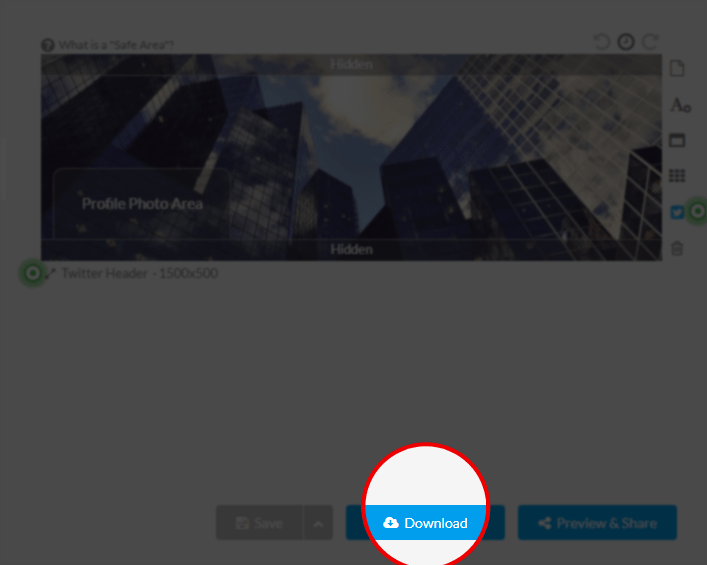 What is a "Safe Area"?
Hidden
Profile Photo Area
Hidden
Twitter Header - 1500x500
Save
Download
Preview & Share